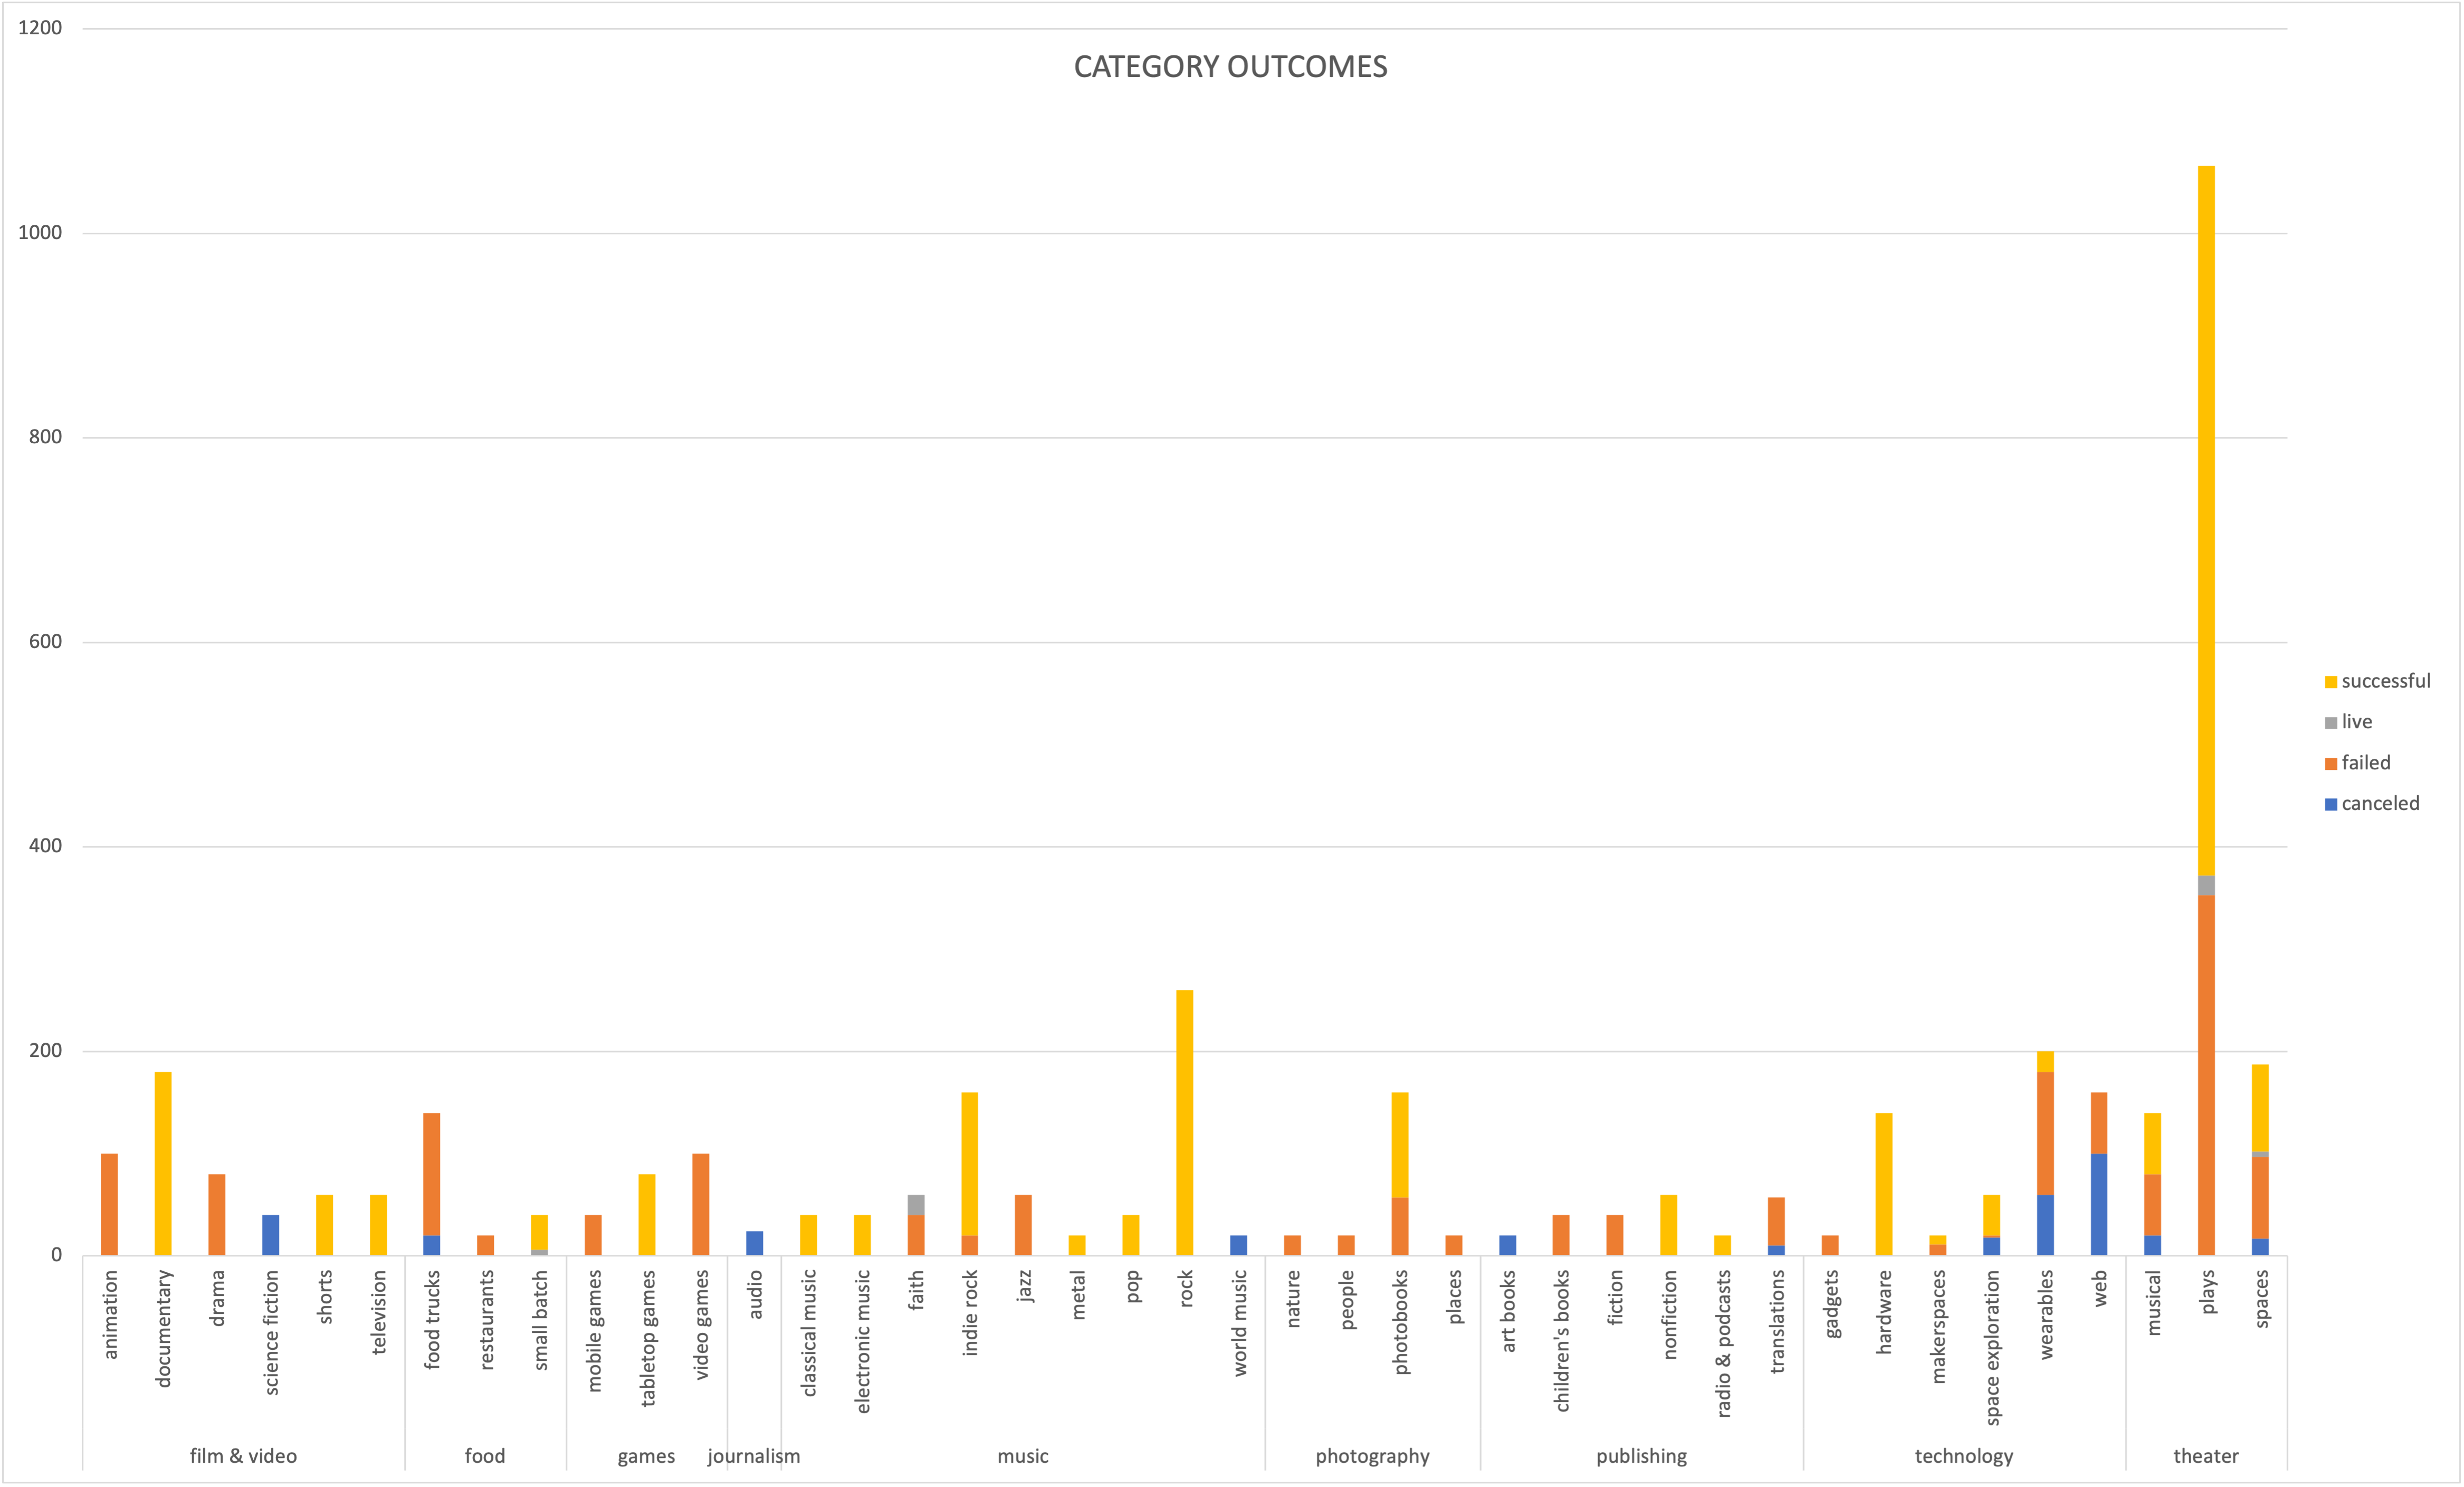 CATEGORY OUTCOMES
1200
1000
800
600
400
200
0
successful
live
failed
canceled
animation
documentary
drama
science fiction
shorts
television
food trucks
restaurants
small batch
mobile games
tabletop games
video games
audio
classical music
electronic music
faith
indie rock
jazz
metal
pop
rock
world music
nature
people
photobooks
places
art books
children's books
fiction
nonfiction
radio & podcasts
translations
gadgets
hardware
makerspaces
space exploration
wearables
web
musical
plays
spaces
film & video
food
games
journalism
music
photography
publishing
technology
theater